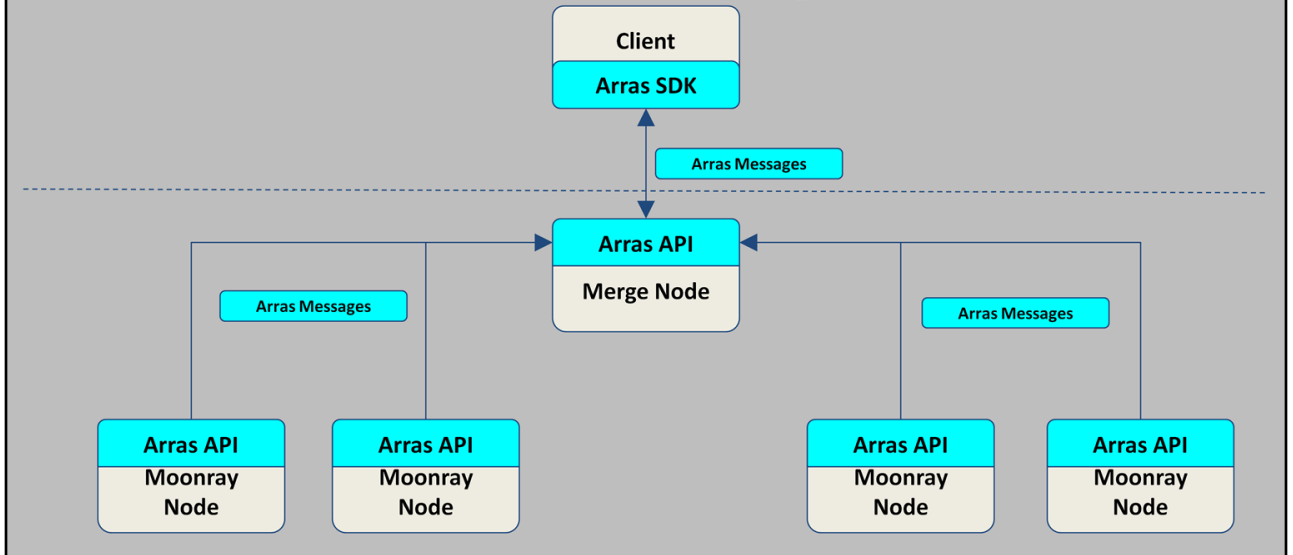 Client
Arras SDK
Arras Messages
Arras API
Merge Node
Arras Messages
Arras Messages
Arras API
Moonray
Node
Arras API
Moonray
Node
Arras API
Moonray
Node
Arras API
Moonray
Node